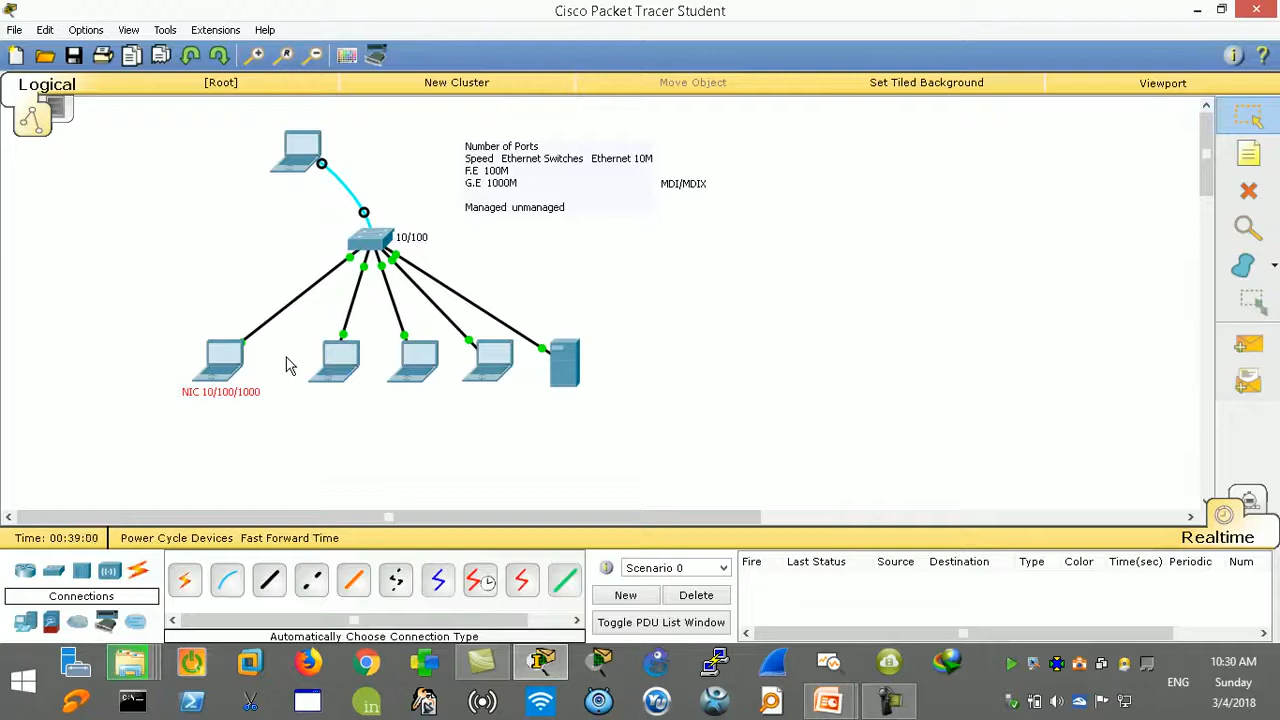 Cisco Packet Tracer Student
File Edit Options View Tools Extensions Help
Logical [Root] New Cluster Move Object Set Tiled Background Viewport
Number of Ports
Speed Ethernet Switches Ethernet 10M
F.E 100M
G.E 1000M
MDI/MDIX
Managed unmanaged
10/100
NIC 10/100/1000
Realtime
Time: 00:39:00 Power Cycle Devices Fast Forward Time
Connections
Automatically Choose Connection Type
Scenario 0
New Delete
Toggle PDU List Window
Fire Last Status Source Destination Type Color Time(sec) Periodic Num
10:30 AM
ENG Sunday
3/4/2018